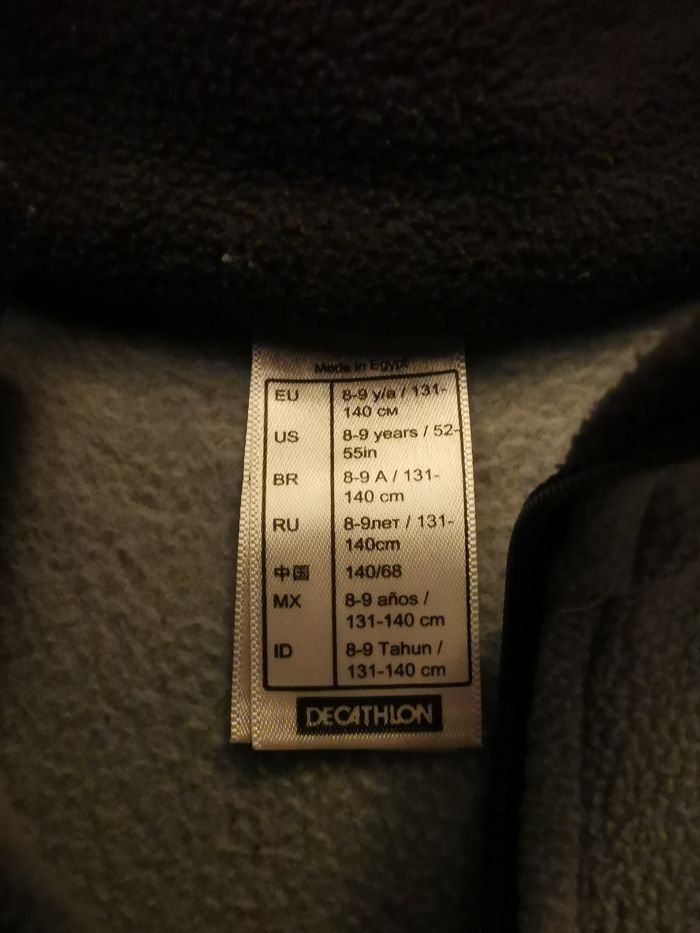 Made in Egypt
EU 8-9 y/a / 131-
140 см
US 8-9 years / 52-
55in
BR 8-9 A / 131-
140 cm
RU 8-9лет / 131-
140cm
中国 140/68
MX 8-9 años /
131-140 cm
ID 8-9 Tahun /
131-140 cm
DECATHLON